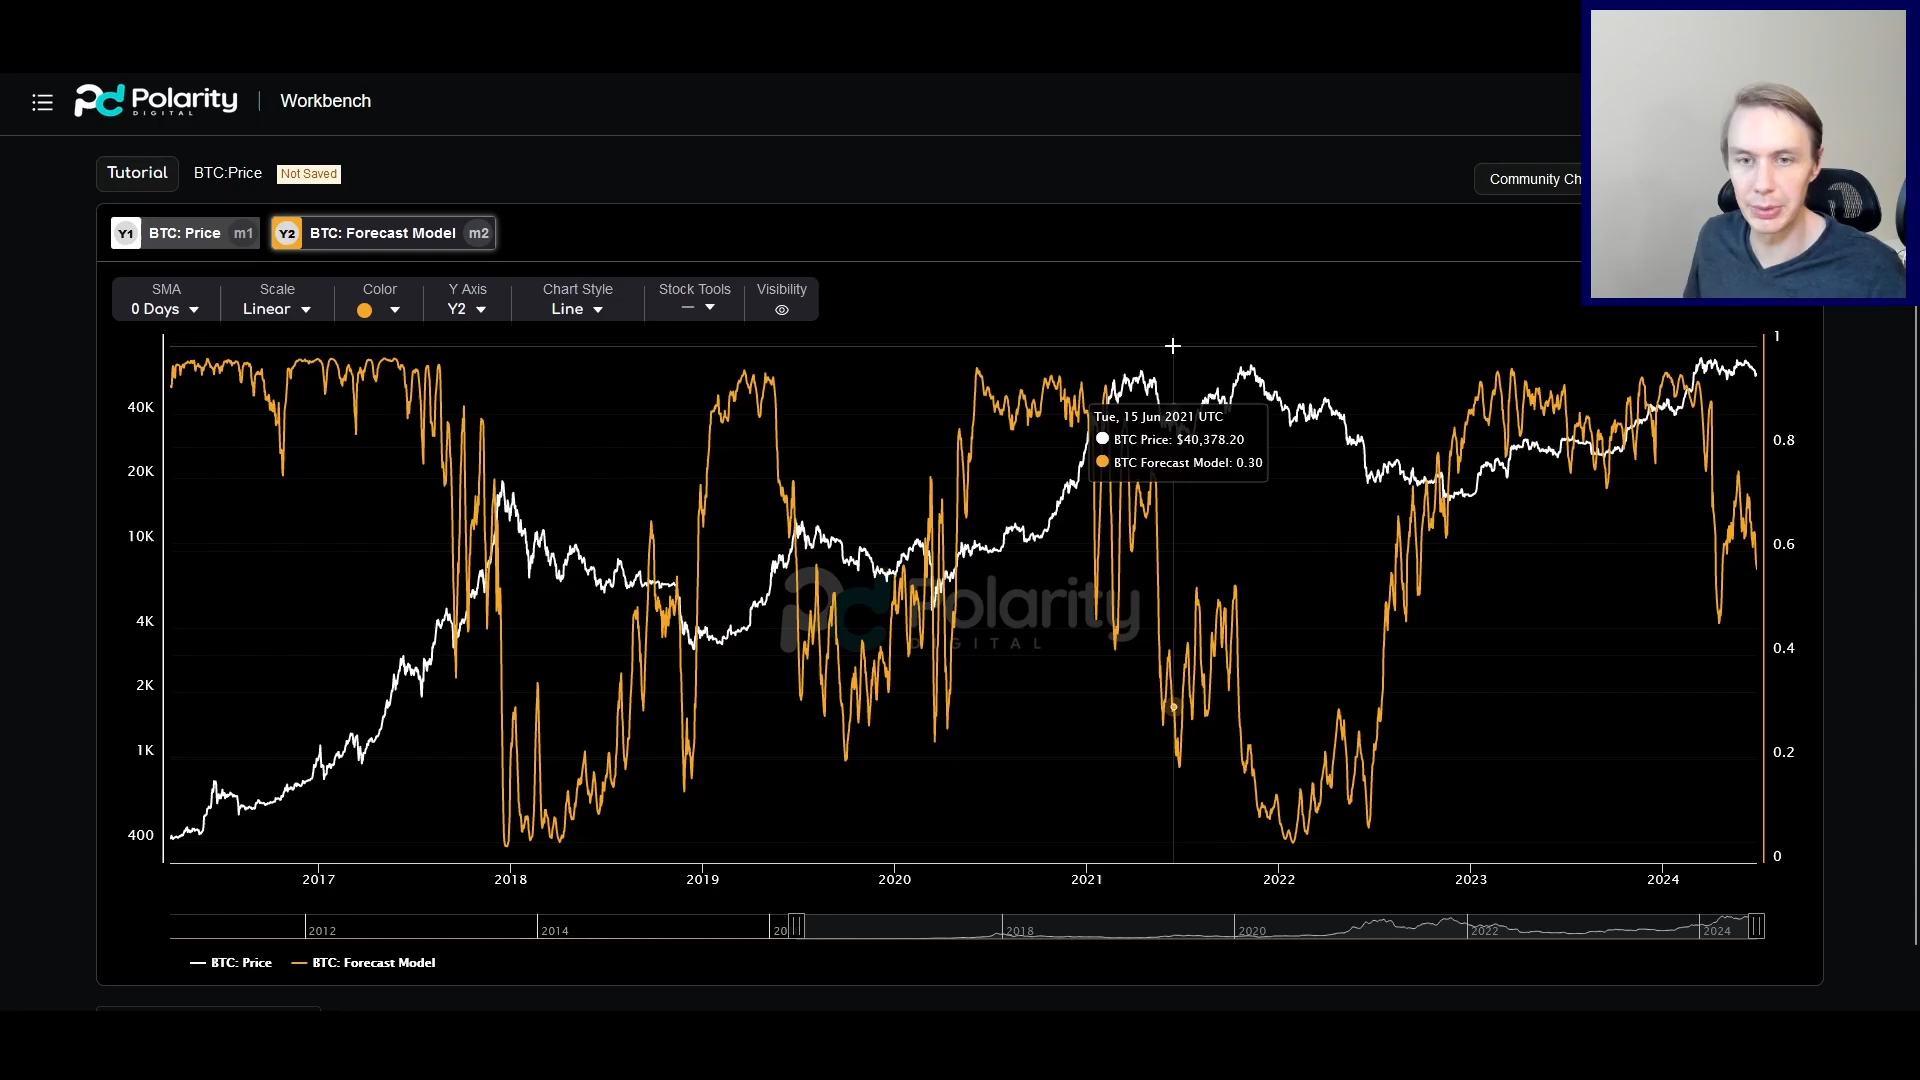 Polarity
DIGITAL
Workbench
Tutorial
BTC:Price
Not Saved
Community Ch
Y1 BTC: Price m1
Y2 BTC: Forecast Model m2
SMA Scale Color Y Axis Chart Style Stock Tools Visibility
0 Days Linear Y2 Line —
40K
20K
10K
4K
2K
1K
400
1
0.8
0.6
0.4
0.2
0
Tue, 15 Jun 2021 UTC
BTC Price: $40,378.20
BTC Forecast Model: 0.30
Polarity
DIGITAL
2017 2018 2019 2020 2021 2022 2023 2024
2012 2014 20 2018 2020 2022 2024
BTC: Price BTC: Forecast Model